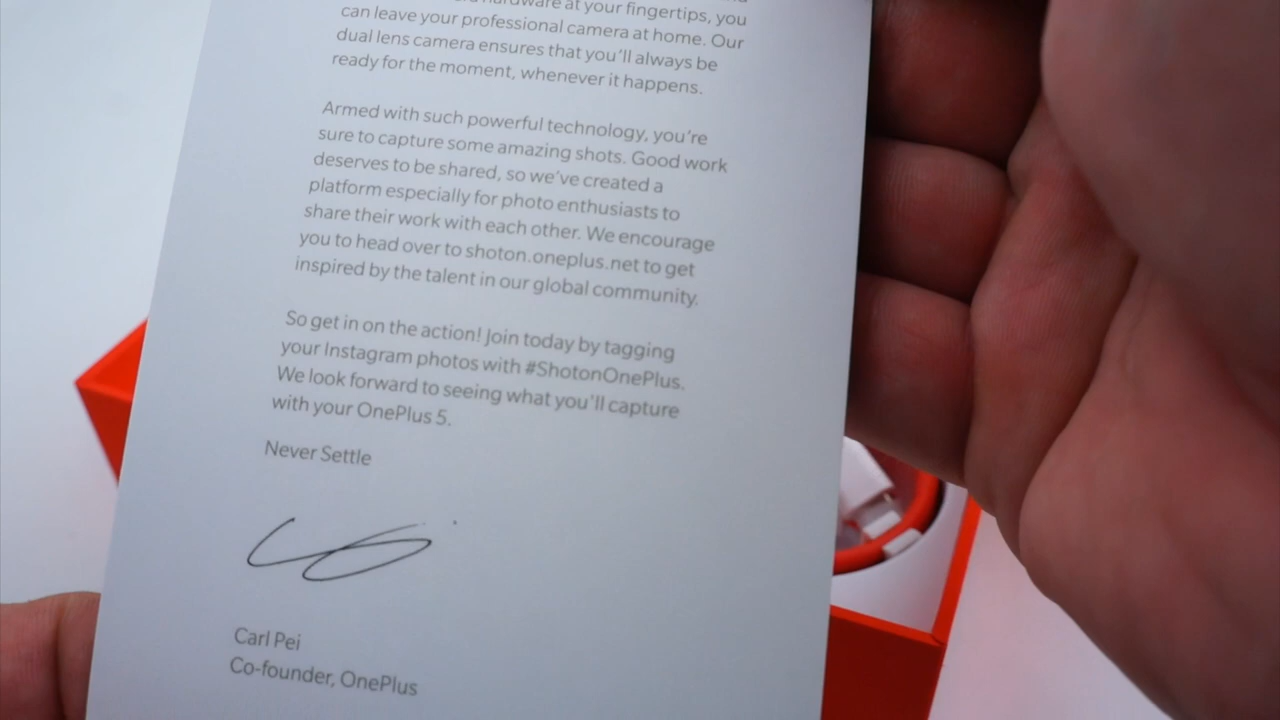 hardware at your fingertips, you
can leave your professional camera at home. Our
dual lens camera ensures that you'll always be
ready for the moment, whenever it happens.
Armed with such powerful technology, you're
sure to capture some amazing shots. Good work
deserves to be shared, so we've created a
platform especially for photo enthusiasts to
share their work with each other. We encourage
you to head over to shoton.oneplus.net to get
inspired by the talent in our global community.
So get in on the action! Join today by tagging
your Instagram photos with #ShotonOnePlus.
We look forward to seeing what you'll capture
with your OnePlus 5.
Never Settle
Carl Pei
Co-founder, OnePlus